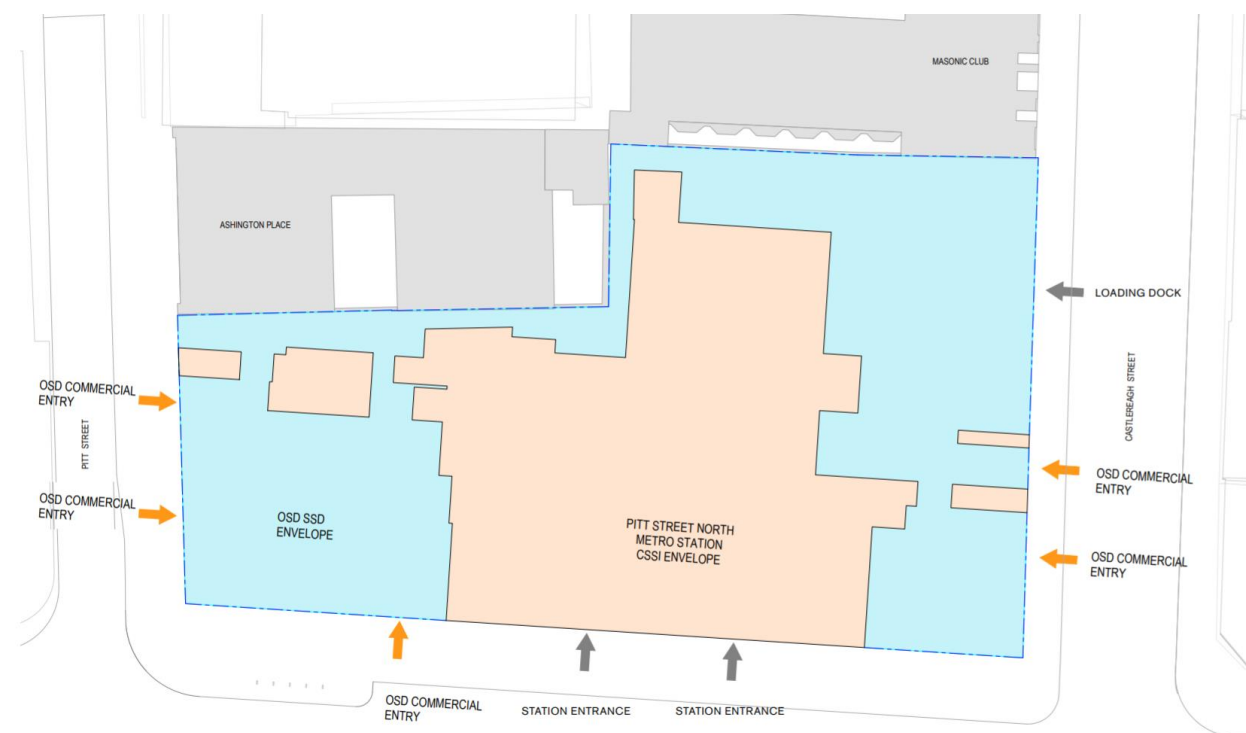 MASONIC CLUB
ASHINGTON PLACE
LOADING DOCK
OSD COMMERCIAL
ENTRY
PITT STREET
CASTLEREAGH STREET
OSD COMMERCIAL
ENTRY
OSD COMMERCIAL
ENTRY
OSD SSD
ENVELOPE
PITT STREET NORTH
METRO STATION
CSSI ENVELOPE
OSD COMMERCIAL
ENTRY
OSD COMMERCIAL
ENTRY
STATION ENTRANCE
STATION ENTRANCE